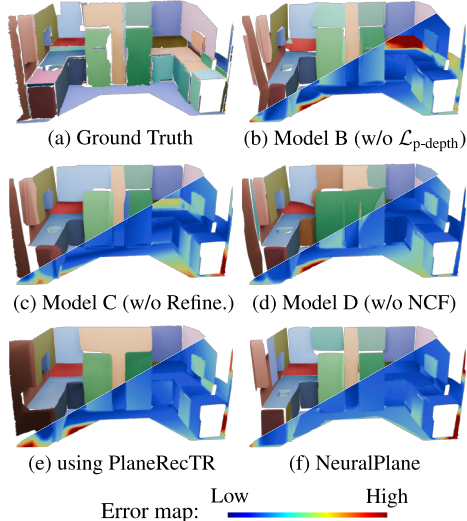 (a) Ground Truth
(b) Model B (w/o ℒp-depth)
(c) Model C (w/o Refine.)
(d) Model D (w/o NCF)
(e) using PlaneRecTR
(f) NeuralPlane
Error map: Low High